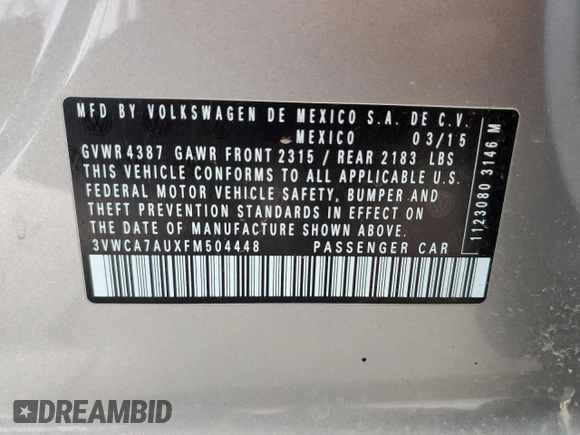 MFD BY VOLKSWAGEN DE MEXICO S.A. DE C.V.
MEXICO 03/15
GVWR 4387 GAWR FRONT 2315 / REAR 2183 LBS
THIS VEHICLE CONFORMS TO ALL APPLICABLE U.S.
FEDERAL MOTOR VEHICLE SAFETY, BUMPER AND
THEFT PREVENTION STANDARDS IN EFFECT ON
THE DATE OF MANUFACTURE SHOWN ABOVE.
3VWCA7AUXFM504448 PASSENGER CAR
1123080 3146 M
DREAMBID